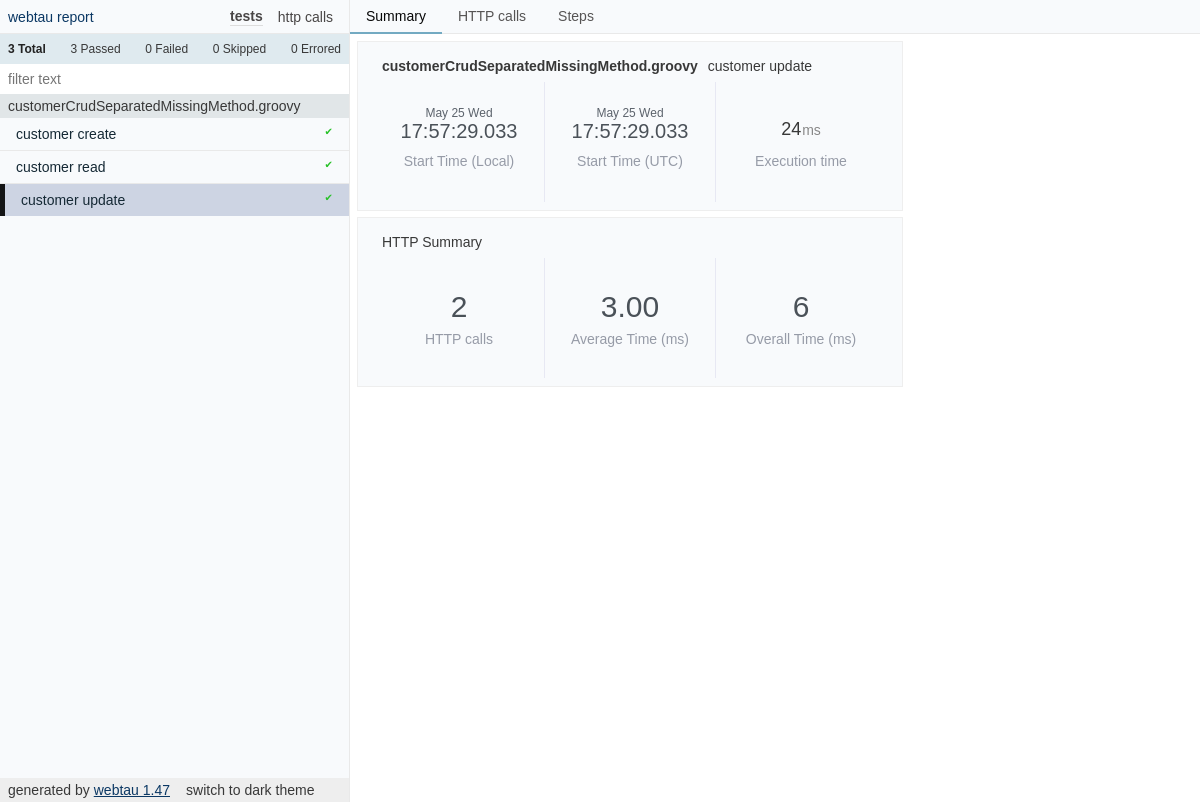 webtau report tests http calls
3 Total 3 Passed 0 Failed 0 Skipped 0 Errored
filter text
customerCrudSeparatedMissingMethod.groovy
customer create ✔
customer read ✔
customer update ✔
generated by webtau 1.47 switch to dark theme
Summary HTTP calls Steps
customerCrudSeparatedMissingMethod.groovy customer update
May 25 Wed May 25 Wed
17:57:29.033 17:57:29.033 24ms
Start Time (Local) Start Time (UTC) Execution time
HTTP Summary
2 3.00 6
HTTP calls Average Time (ms) Overall Time (ms)